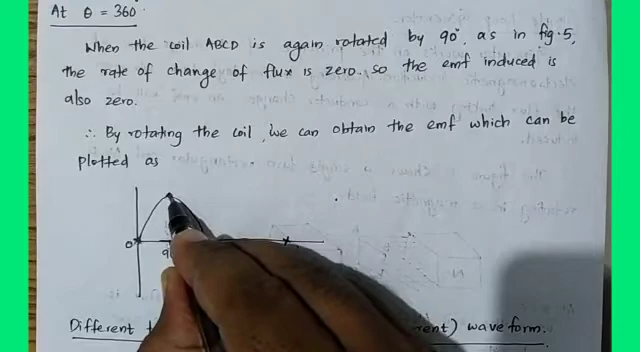 At θ = 360°
When the coil ABCD is again rotated by 90°, as in fig.5,
the rate of change of flux is zero. so the emf induced is
also zero.
∴ By rotating the coil, we can obtain the emf which can be
plotted as
0
Different
wave form.